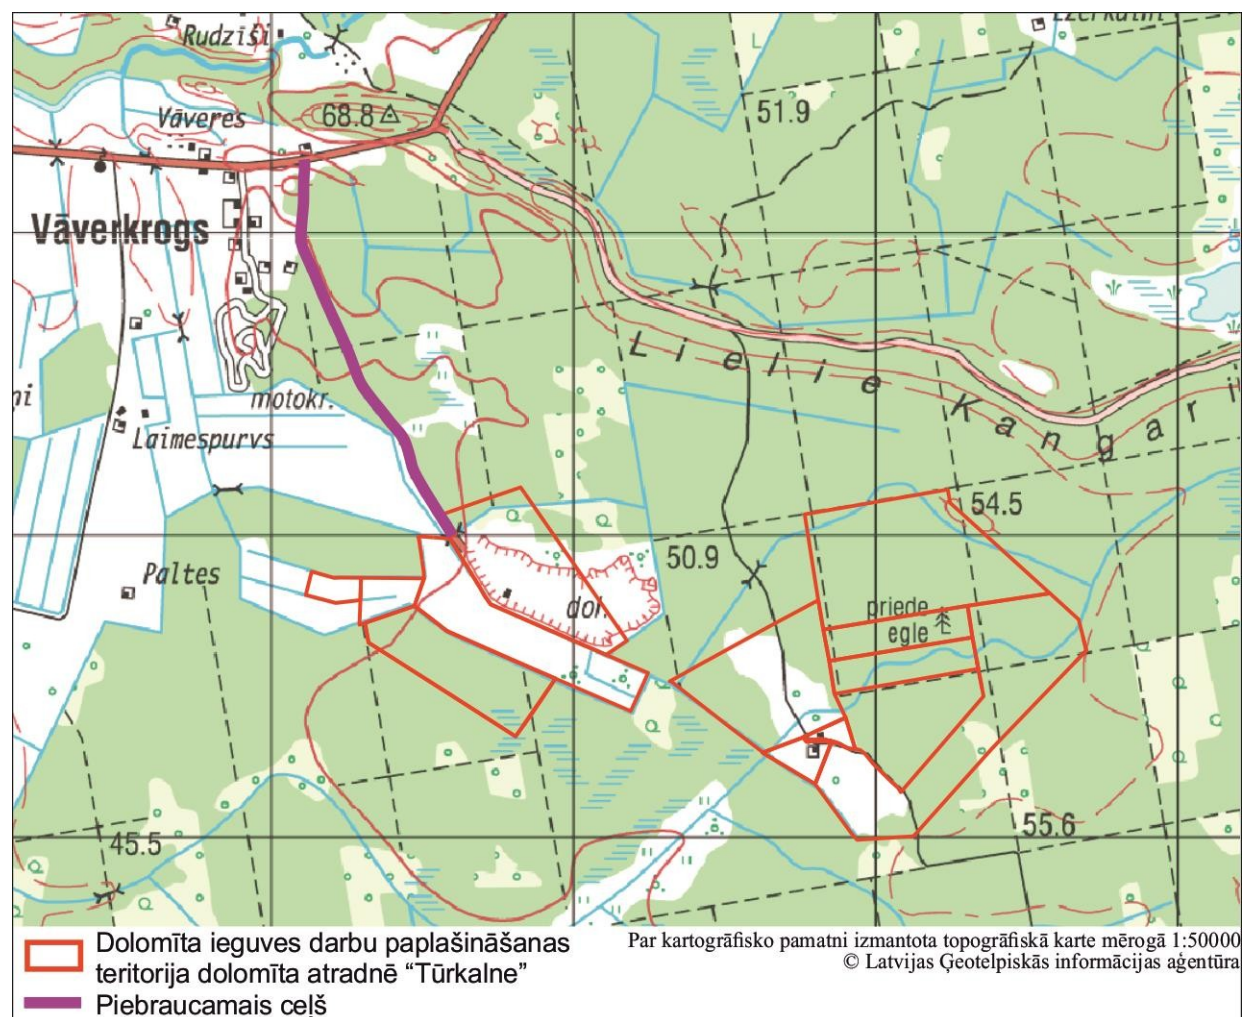 Rudzīši
Vāveres
68.8
51.9
Vāverkrogs
Lielie Kangari
motokr.
Laimespurvs
54.5
50.9
Paltes
dol.
priede
egle
45.5
55.6
Dolomīta ieguves darbu paplašināšanas
teritorija dolomīta atradnē “Tūrkalne”
Piebraucamais ceļš
Par kartogrāfisko pamatni izmantota topogrāfiskā karte mērogā 1:50000
© Latvijas Ģeotelpiskās informācijas aģentūra